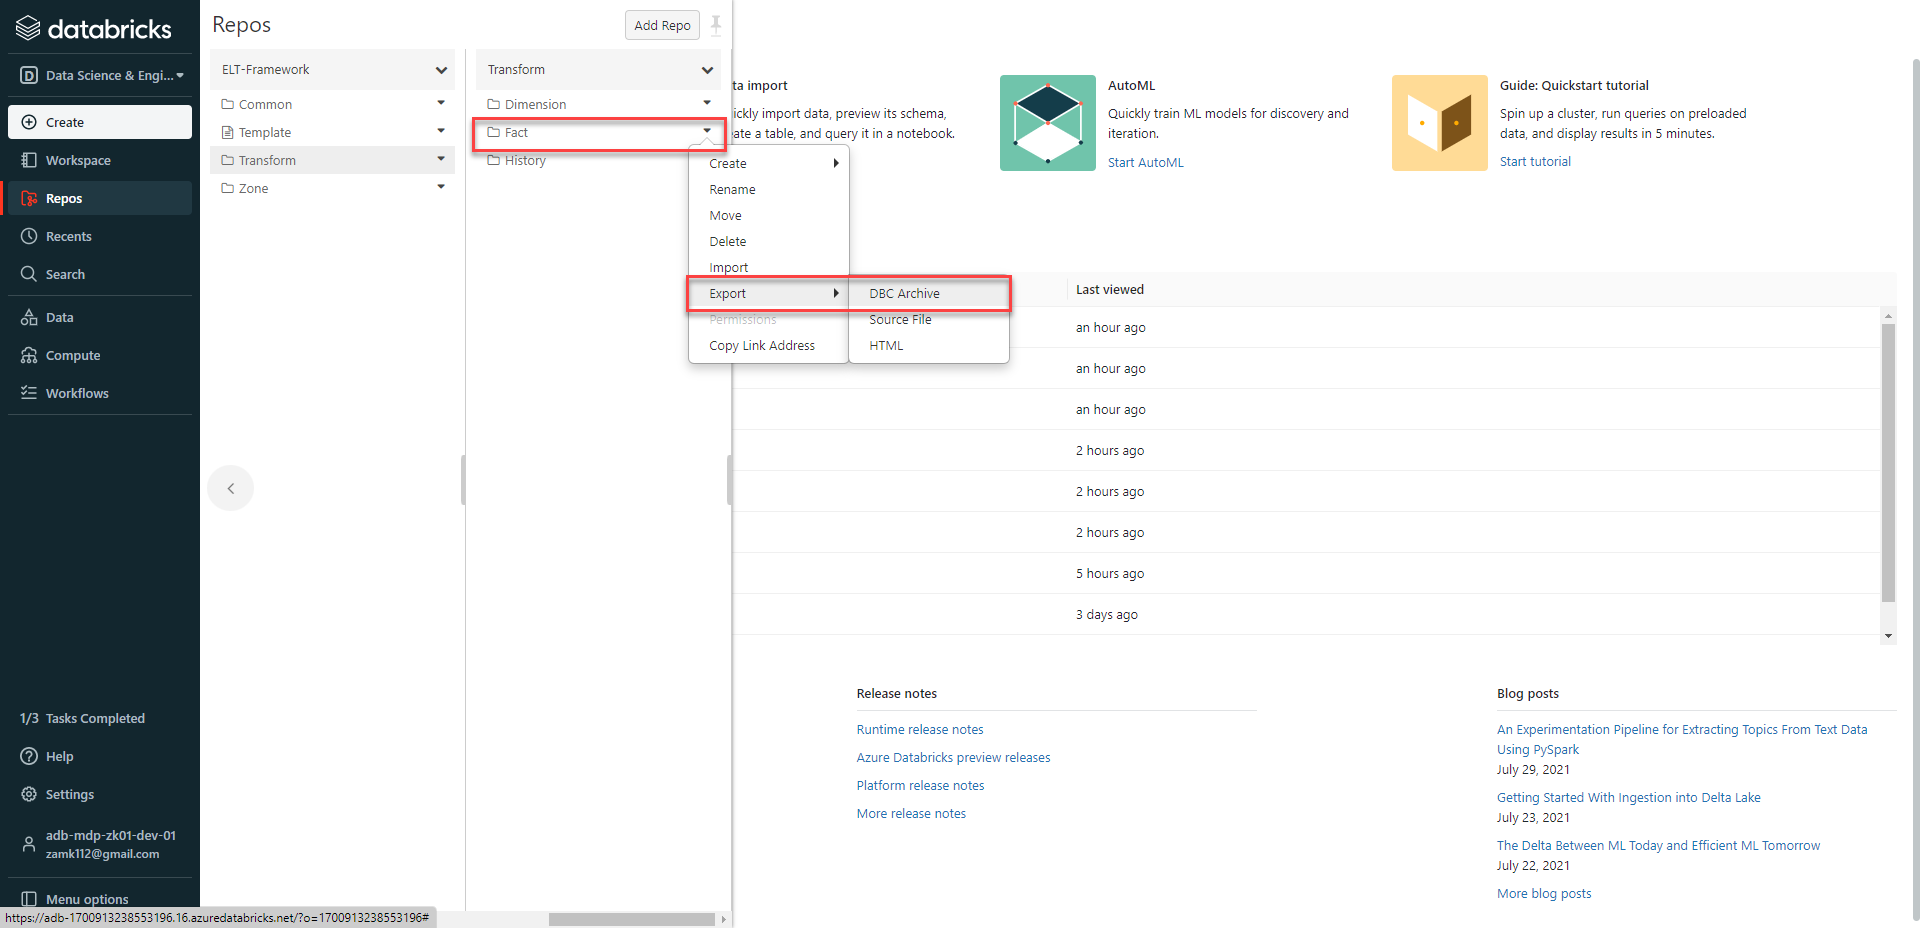 databricks
Data Science & Engi...
Create
Workspace
Repos
Recents
Search
Data
Compute
Workflows
1/3 Tasks Completed
Help
Settings
adb-mdp-zk01-dev-01
zamk112@gmail.com
Menu options
https://adb-1700913238553196.16.azuredatabricks.net/?o=1700913238553196#
Repos
Add Repo
ELT-Framework
Common
Template
Transform
Zone
Transform
Dimension
Fact
History
Create
Rename
Move
Delete
Import
Export
Permissions
Copy Link Address
DBC Archive
Source File
HTML
ta import
ickly import data, preview its schema,
eate a table, and query it in a notebook.
AutoML
Quickly train ML models for discovery and
iteration.
Start AutoML
Guide: Quickstart tutorial
Spin up a cluster, run queries on preloaded
data, and display results in 5 minutes.
Start tutorial
Last viewed
an hour ago
an hour ago
an hour ago
2 hours ago
2 hours ago
2 hours ago
5 hours ago
3 days ago
Release notes
Runtime release notes
Azure Databricks preview releases
Platform release notes
More release notes
Blog posts
An Experimentation Pipeline for Extracting Topics From Text Data
Using PySpark
July 29, 2021
Getting Started With Ingestion into Delta Lake
July 23, 2021
The Delta Between ML Today and Efficient ML Tomorrow
July 22, 2021
More blog posts